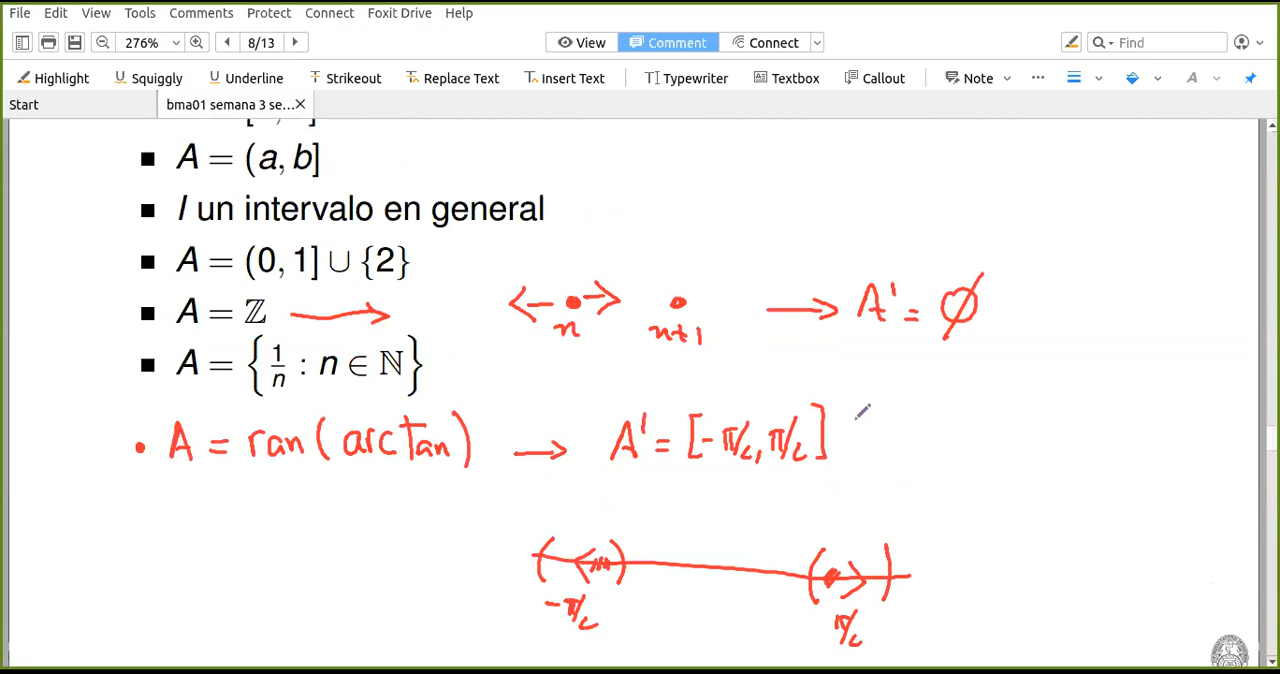 File Edit View Tools Comments Protect Connect Foxit Drive Help
276% 8/13 View Comment Connect Find
Highlight Squiggly Underline Strikeout Replace Text Insert Text Typewriter Textbox Callout Note
Start bma01 semana 3 se...
A = (a, b]
I un intervalo en general
A = (0, 1] ∪ {2}
A = ℤ → n n+1 → A' = ∅
A = {1/n : n ∈ ℕ}
• A = ran(arctan) → A' = [-π/2, π/2]
-π/2 π/2